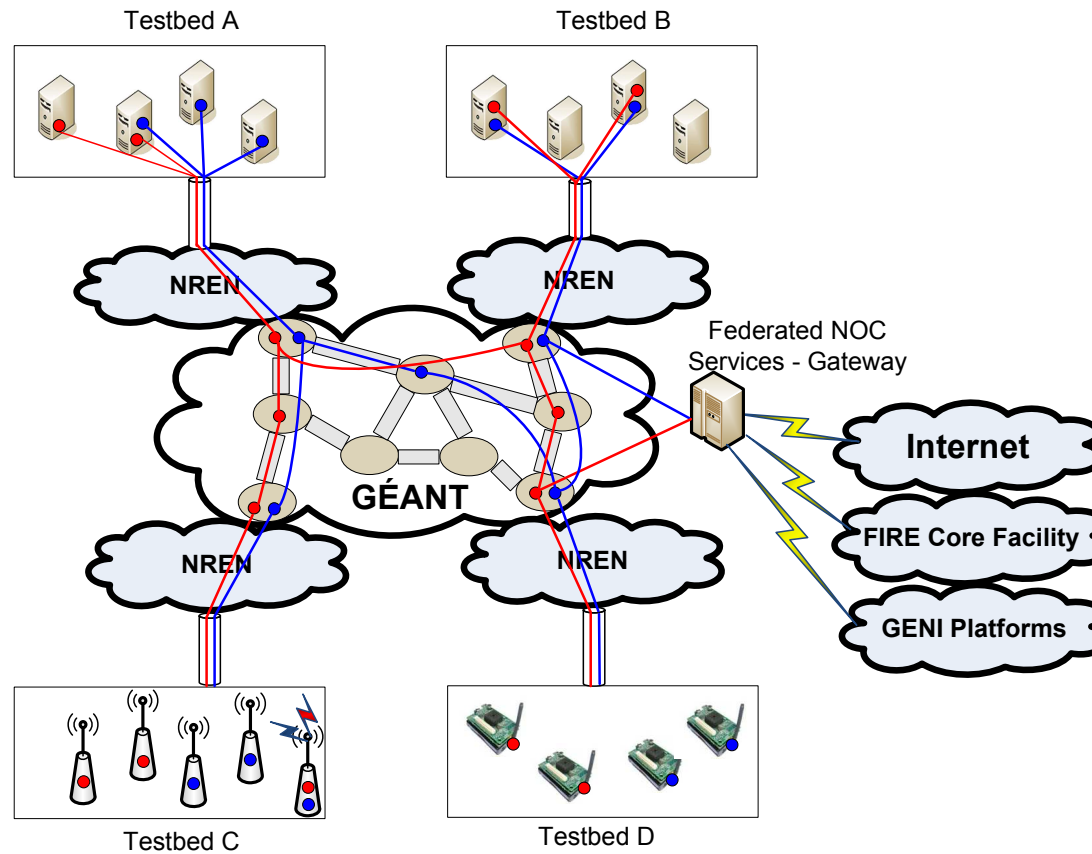 Testbed A
Testbed B
NREN
NREN
Federated NOC
Services - Gateway
Internet
GÉANT
FIRE Core Facility
NREN
NREN
GENI Platforms
Testbed C
Testbed D